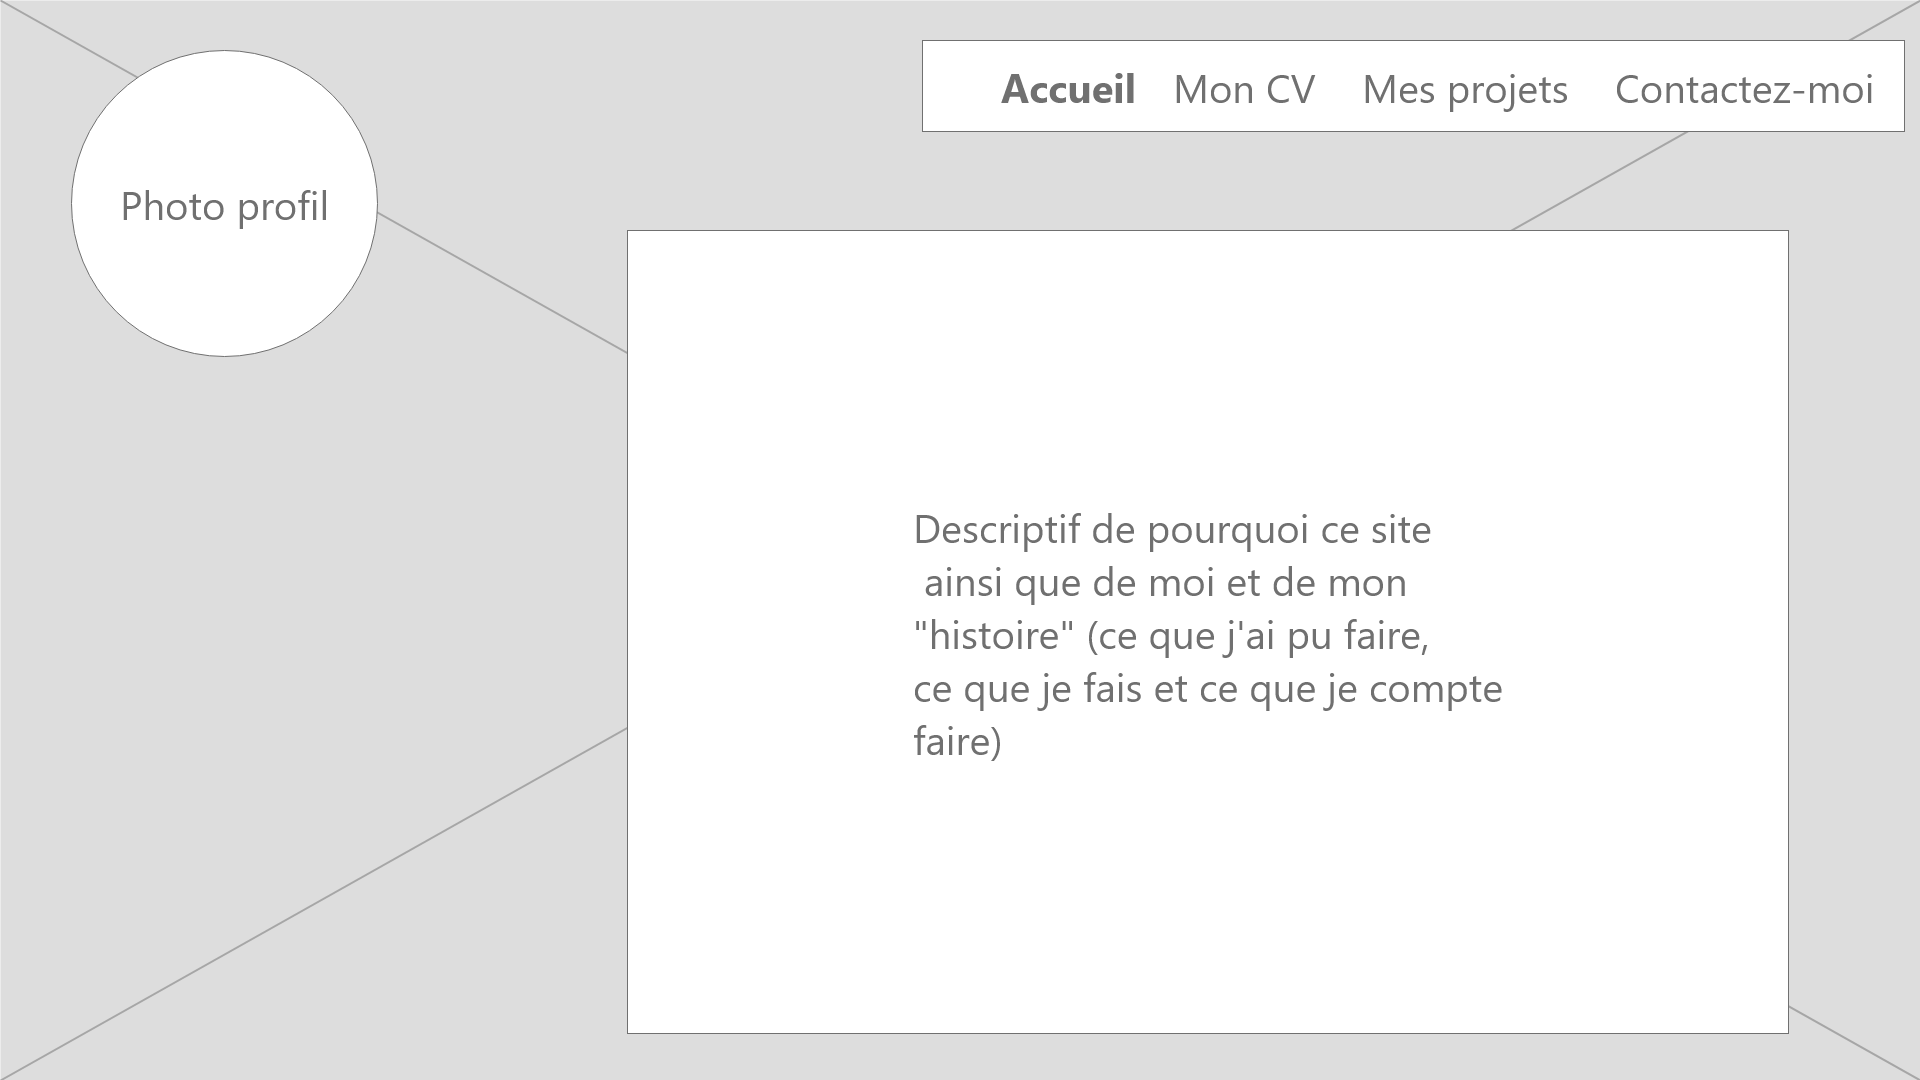 Accueil Mon CV Mes projets Contactez-moi
Photo profil
Descriptif de pourquoi ce site
ainsi que de moi et de mon
"histoire" (ce que j'ai pu faire,
ce que je fais et ce que je compte
faire)